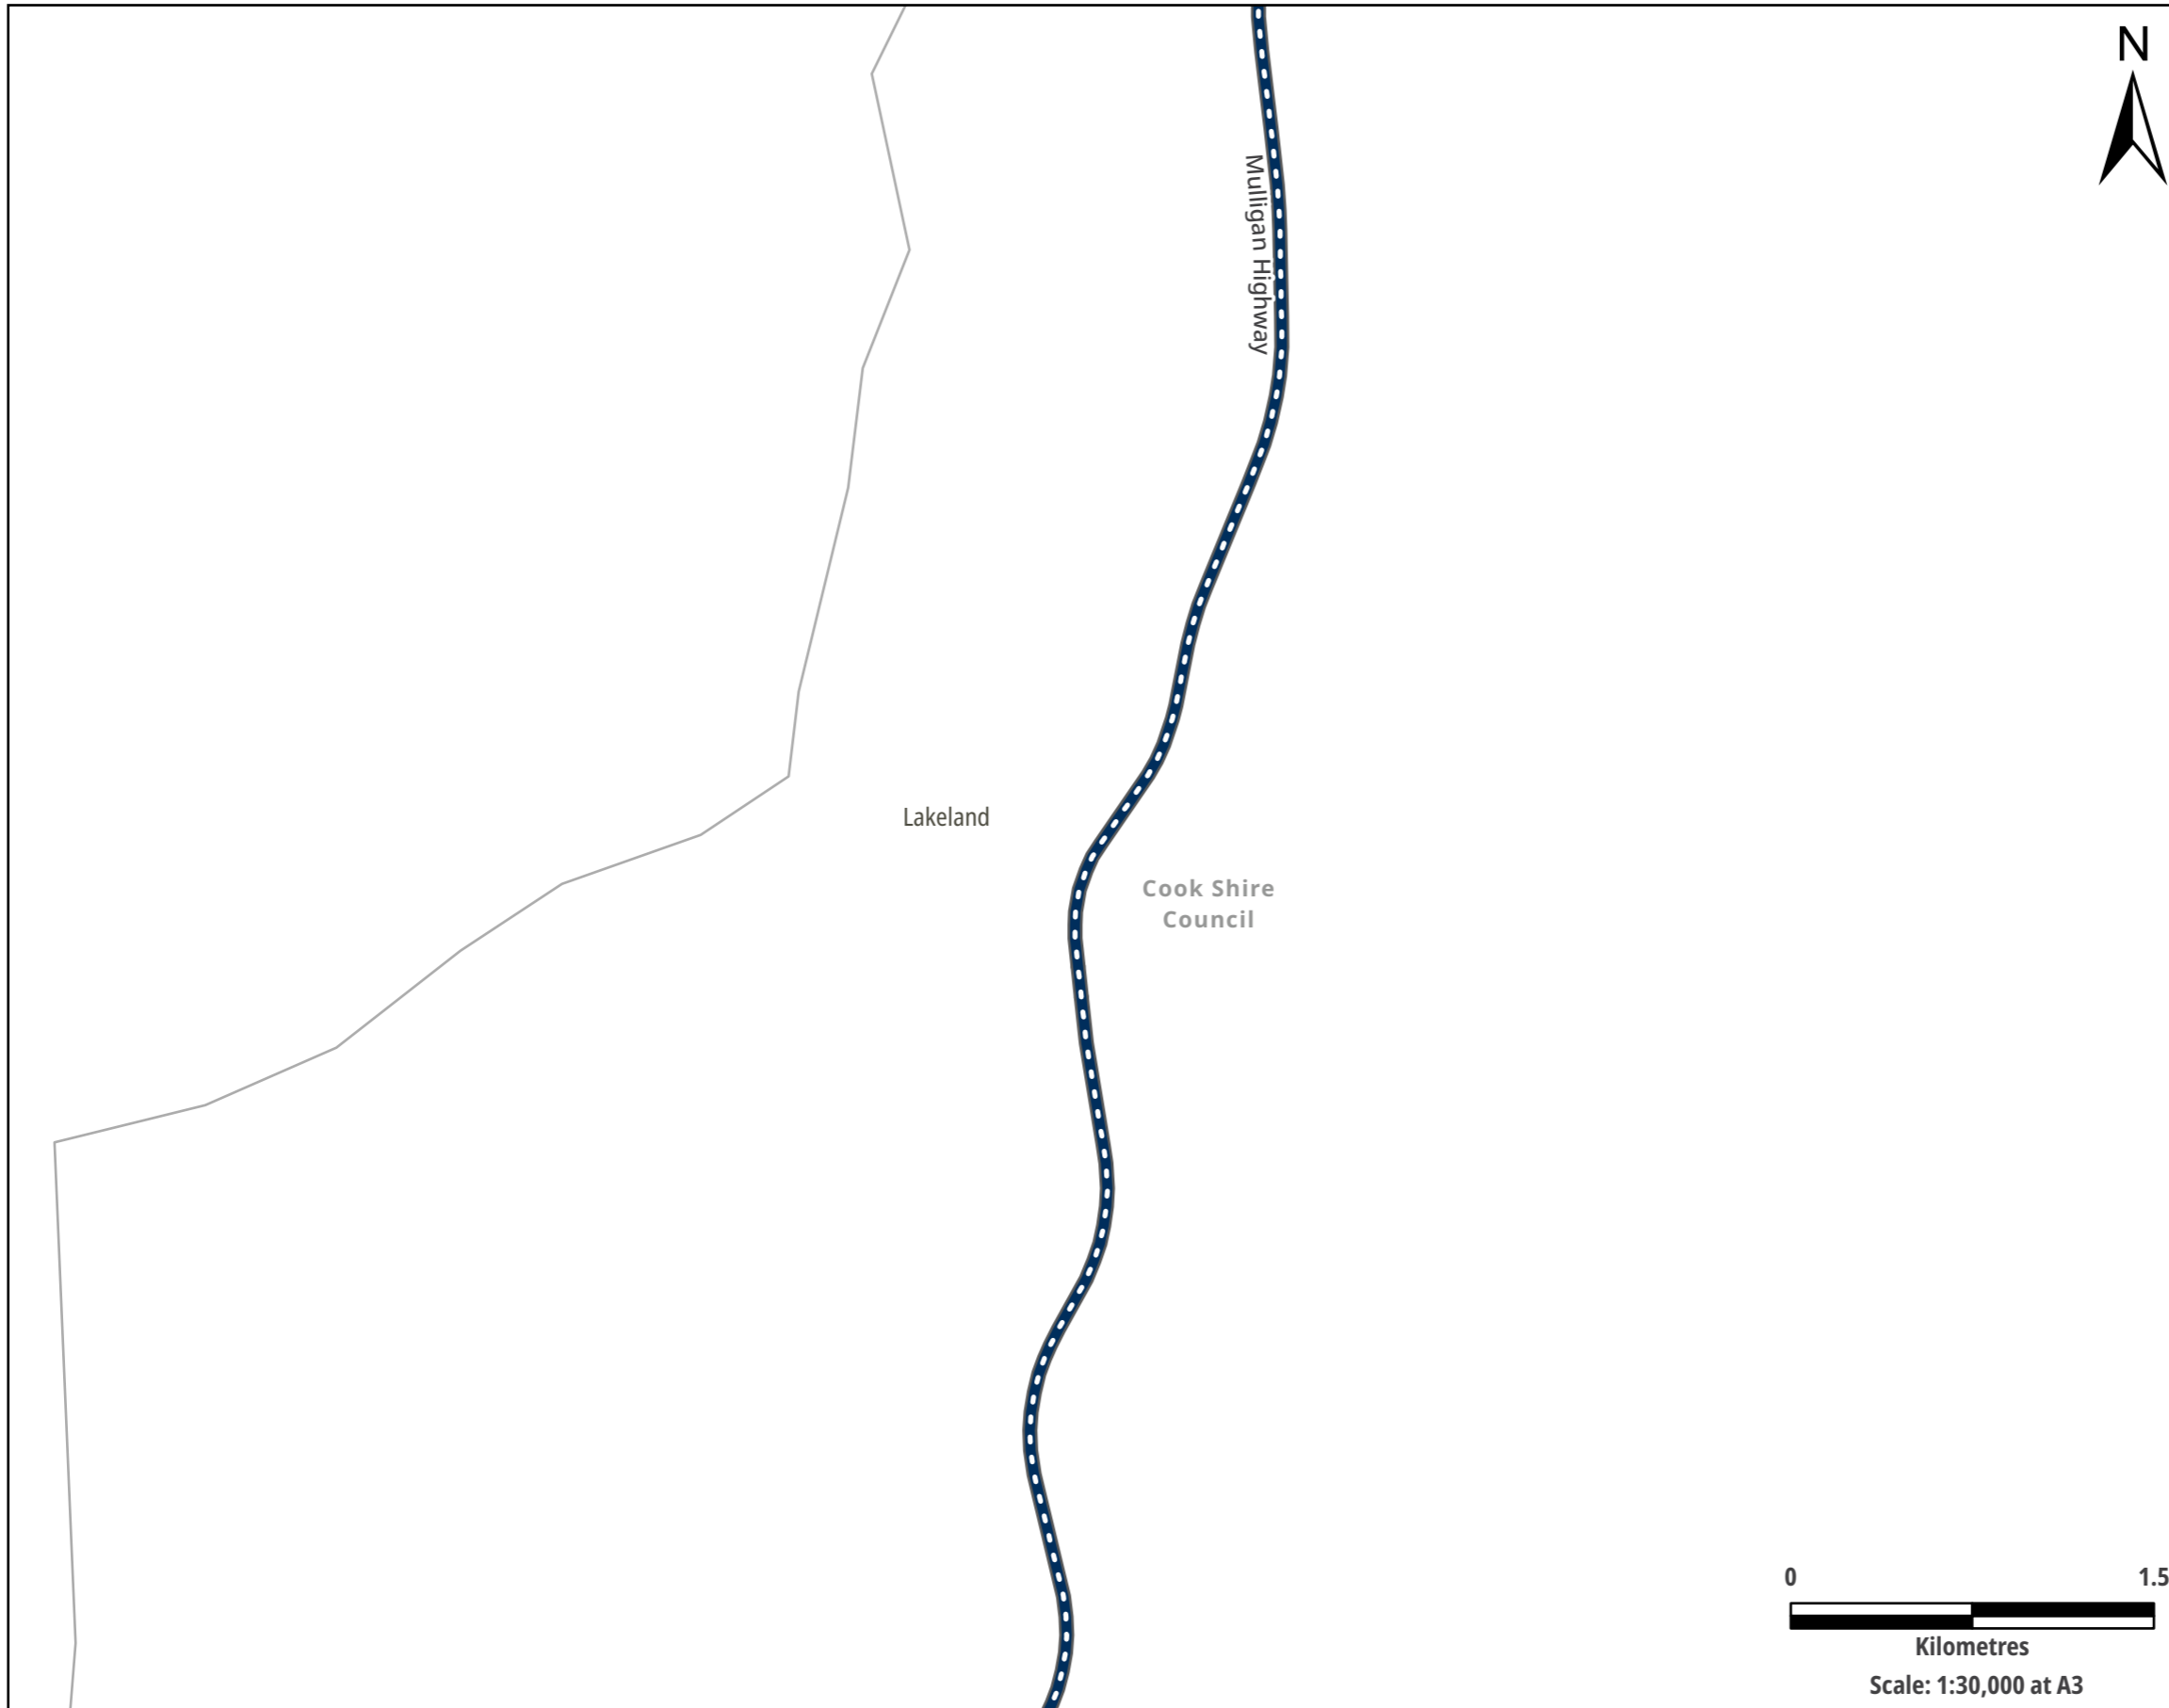 N
Mulligan Highway
Lakeland
Cook Shire
Council
0 1.5
Kilometres
Scale: 1:30,000 at A3